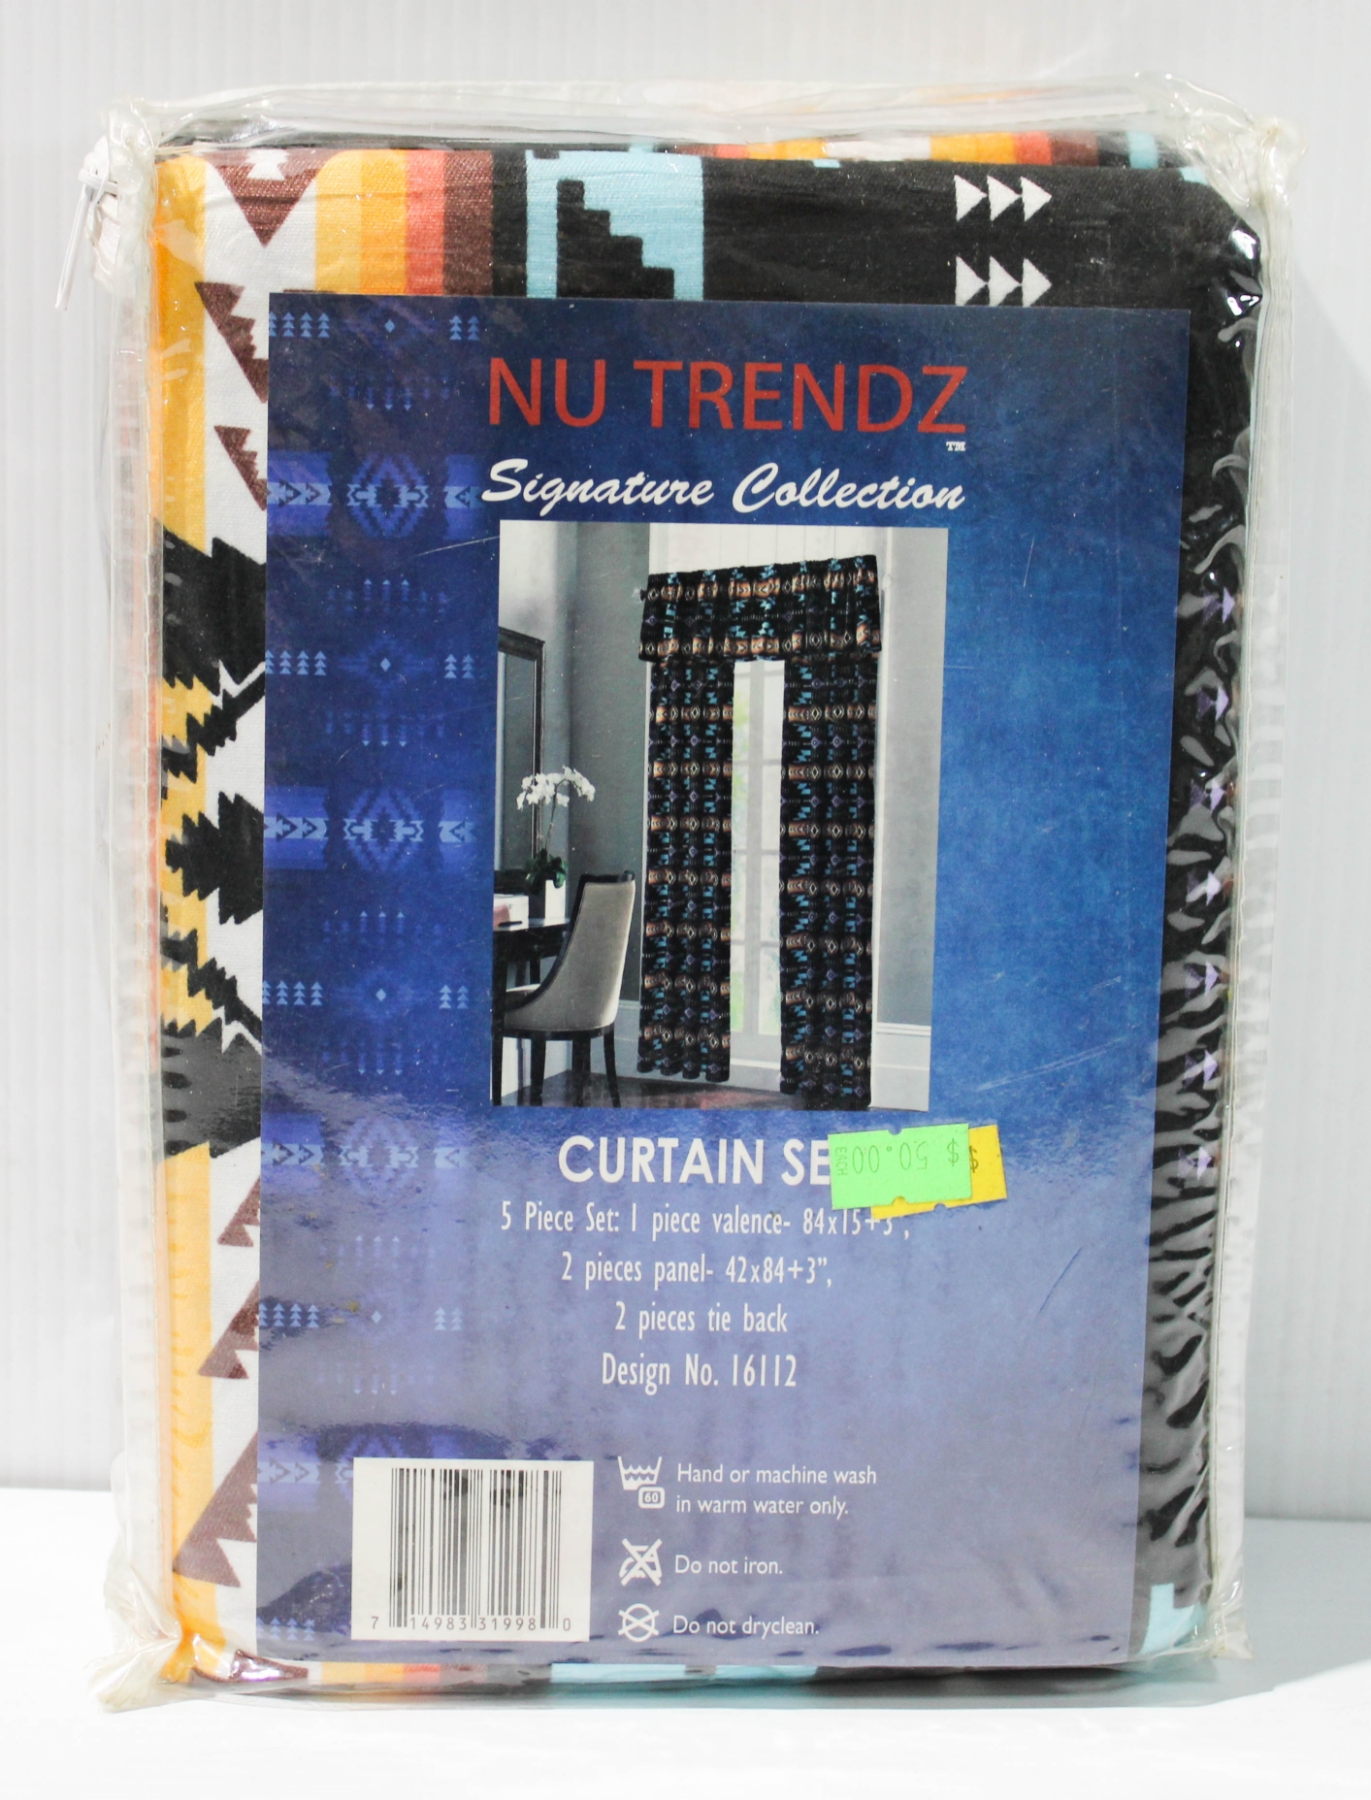 NU TRENDZ
TM
Signature Collection
CURTAIN SE
$ 50.00 EACH
$
5 Piece Set: 1 piece valence- 84x15+3",
2 pieces panel- 42x84+3”,
2 pieces tie back
Design No. 16112
60
Hand or machine wash
in warm water only.
Do not iron.
Do not dryclean.
7 14983 31998 0